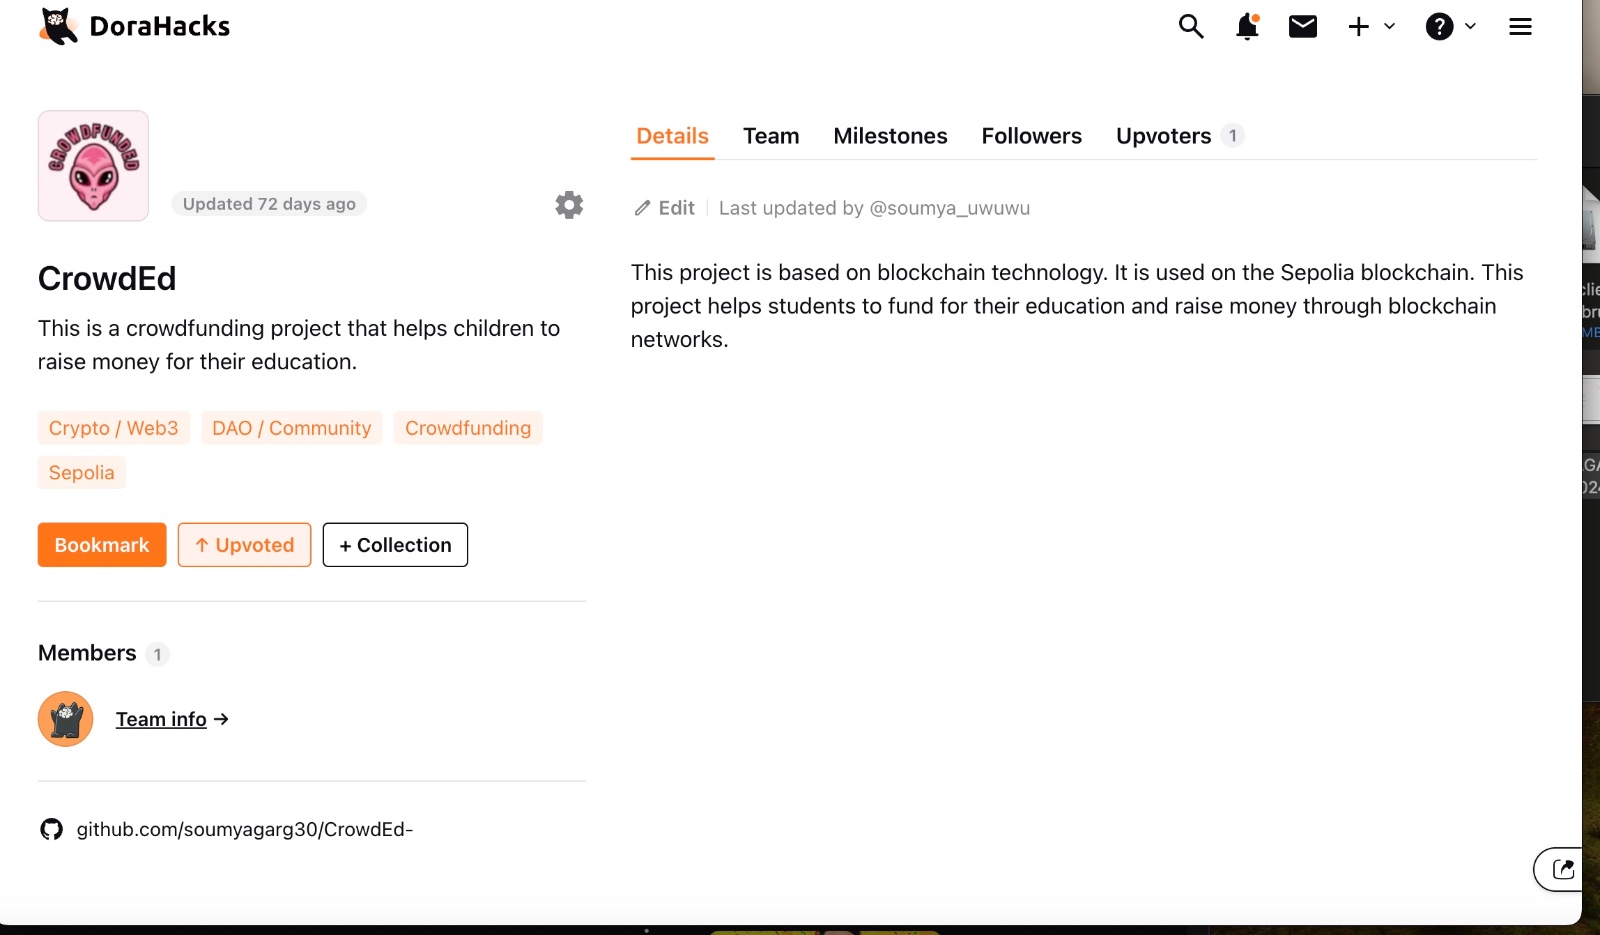 DoraHacks
CROWDFUNDED
Updated 72 days ago
CrowdEd
This is a crowdfunding project that helps children to
raise money for their education.
Crypto / Web3
DAO / Community
Crowdfunding
Sepolia
Bookmark
↑ Upvoted
+ Collection
Members 1
Team info →
github.com/soumyagarg30/CrowdEd-
Details
Team
Milestones
Followers
Upvoters 1
Edit
Last updated by @soumya_uwuwu
This project is based on blockchain technology. It is used on the Sepolia blockchain. This
project helps students to fund for their education and raise money through blockchain
networks.